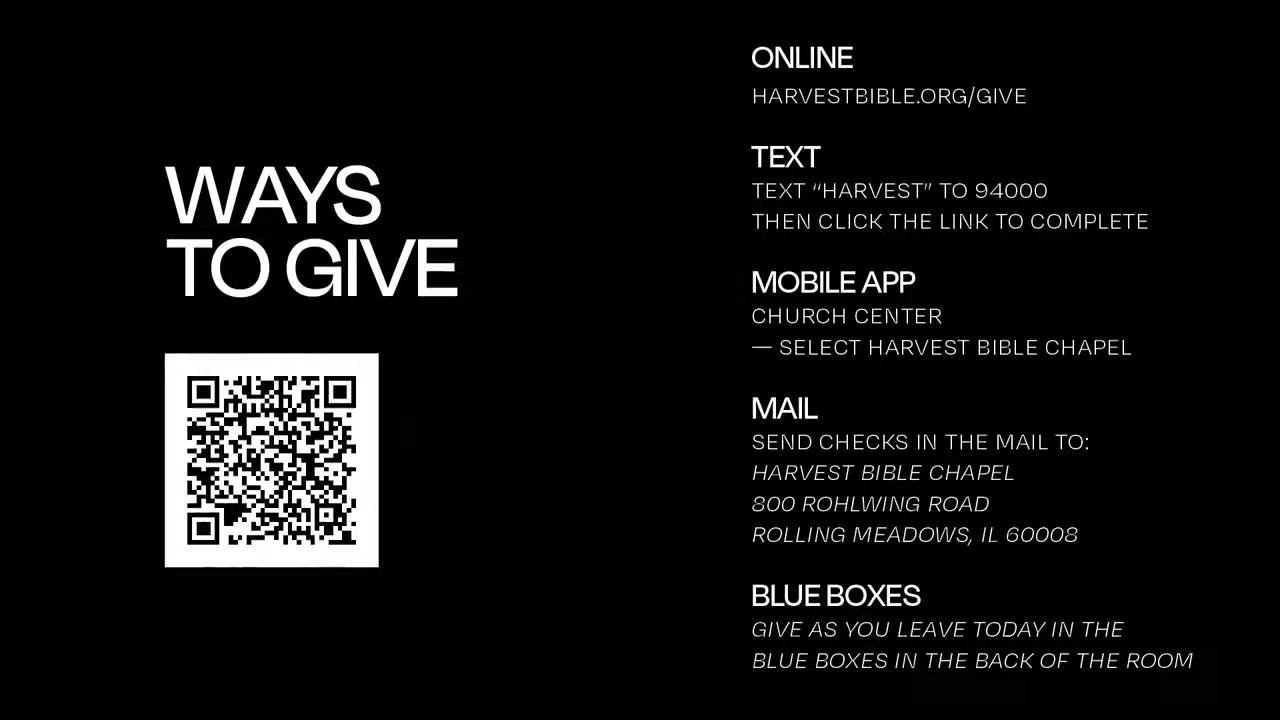 WAYS
TO GIVE
ONLINE
HARVESTBIBLE.ORG/GIVE
TEXT
TEXT “HARVEST” TO 94000
THEN CLICK THE LINK TO COMPLETE
MOBILE APP
CHURCH CENTER
— SELECT HARVEST BIBLE CHAPEL
MAIL
SEND CHECKS IN THE MAIL TO:
HARVEST BIBLE CHAPEL
800 ROHLWING ROAD
ROLLING MEADOWS, IL 60008
BLUE BOXES
GIVE AS YOU LEAVE TODAY IN THE
BLUE BOXES IN THE BACK OF THE ROOM